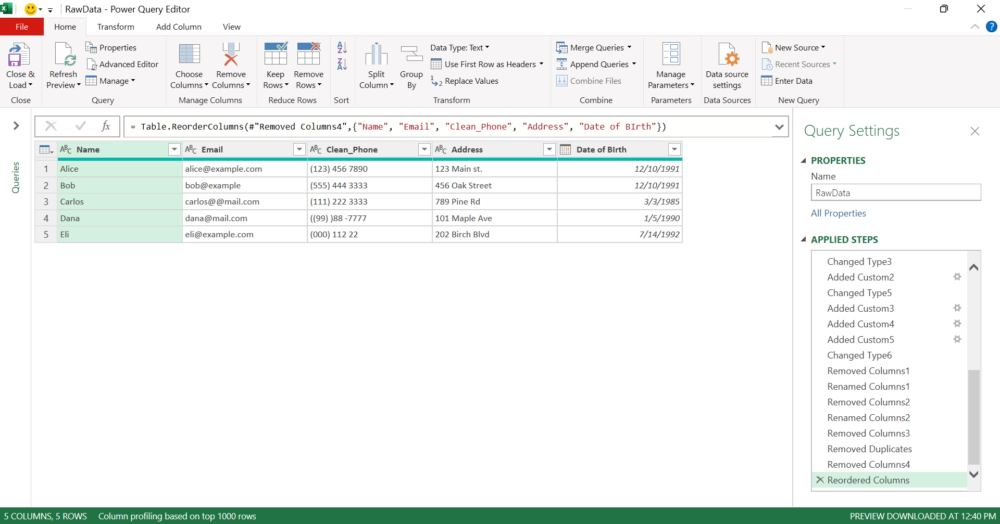 RawData - Power Query Editor
File Home Transform Add Column View
Close & Load
Close
Refresh Preview
Properties
Advanced Editor
Manage
Query
Choose Columns
Remove Columns
Manage Columns
Keep Rows
Remove Rows
Reduce Rows
Sort
Split Column
Group By
Data Type: Text
Use First Row as Headers
Replace Values
Transform
Merge Queries
Append Queries
Combine Files
Combine
Manage Parameters
Parameters
Data source settings
Data Sources
New Source
Recent Sources
Enter Data
New Query
fx = Table.ReorderColumns(#"Removed Columns4",{"Name", "Email", "Clean_Phone", "Address", "Date of BIrth"})
Queries
Name Email Clean_Phone Address Date of BIrth
1 Alice alice@example.com (123) 456 7890 123 Main st. 12/10/1991
2 Bob bob@example (555) 444 3333 456 Oak Street 12/10/1991
3 Carlos carlos@@mail.com (111) 222 3333 789 Pine Rd 3/3/1985
4 Dana dana@mail.com ((99) )88 -7777 101 Maple Ave 1/5/1990
5 Eli eli@example.com (000) 112 22 202 Birch Blvd 7/14/1992
Query Settings
PROPERTIES
Name
RawData
All Properties
APPLIED STEPS
Changed Type3
Added Custom2
Changed Type5
Added Custom3
Added Custom4
Added Custom5
Changed Type6
Removed Columns1
Renamed Columns1
Removed Columns2
Renamed Columns2
Removed Columns3
Removed Duplicates
Removed Columns4
Reordered Columns
5 COLUMNS, 5 ROWS Column profiling based on top 1000 rows PREVIEW DOWNLOADED AT 12:40 PM